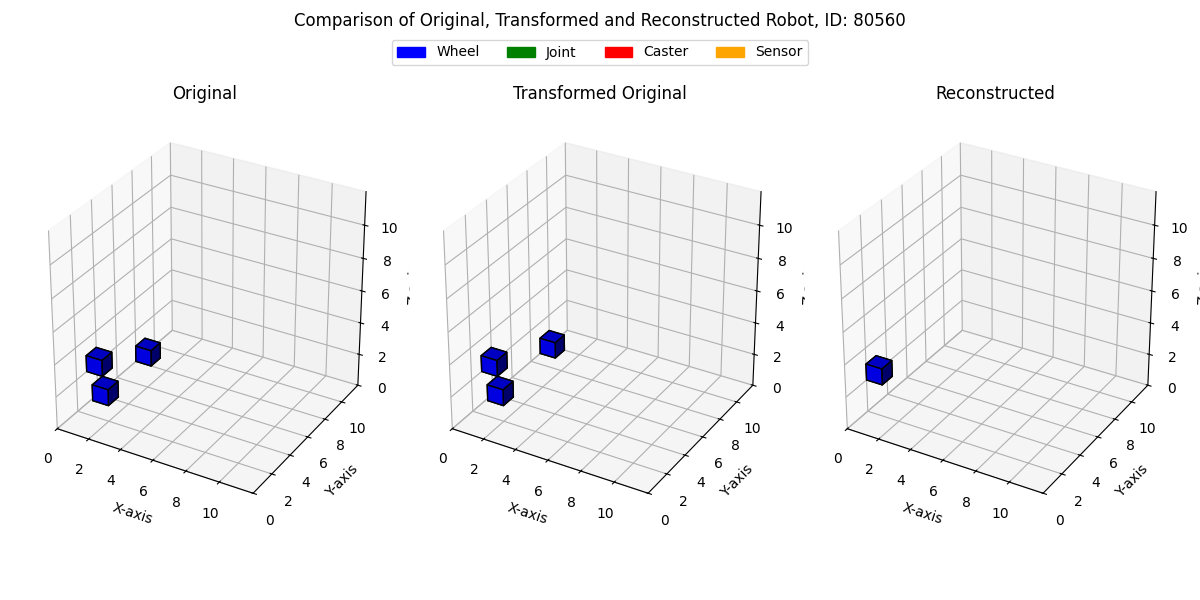 Comparison of Original, Transformed and Reconstructed Robot, ID: 80560
Wheel Joint Caster Sensor
Original Transformed Original Reconstructed
10 10 10
8 8 8
6 6 6
4 4 4
2 2 2
0 0 0
10 10 10
8 8 8
6 6 6
4 4 4
2 2 2
0 0 0
0 2 4 6 8 10 0 2 4 6 8 10 0 2 4 6 8 10
Y-axis Y-axis Y-axis
X-axis X-axis X-axis